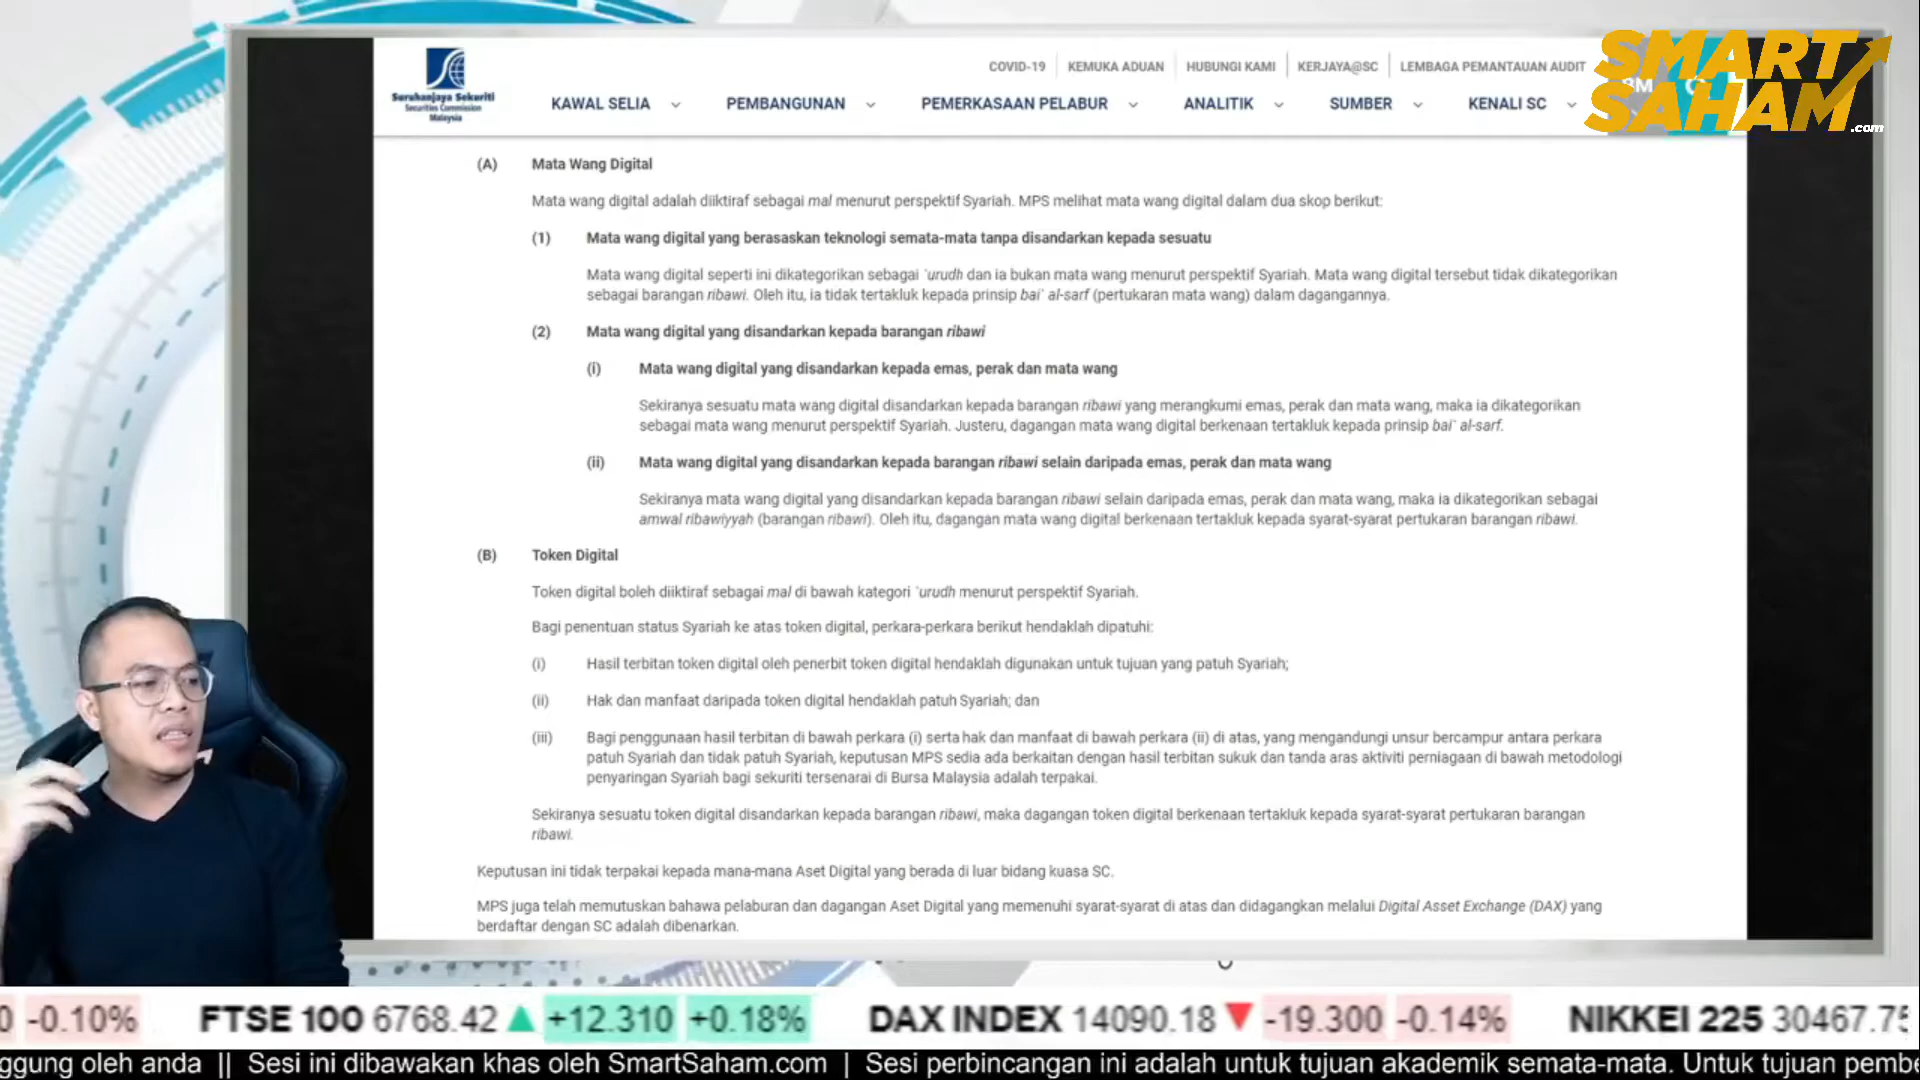 SMART
SAHAM
.com
Suruhanjaya Sekuriti
Securities Commission
Malaysia
COVID-19 KEMUKA ADUAN HUBUNGI KAMI KERJAYA@SC LEMBAGA PEMANTAUAN AUDIT
KAWAL SELIA PEMBANGUNAN PEMERKASAAN PELABUR ANALITIK SUMBER KENALI SC
(A) Mata Wang Digital
Mata wang digital adalah diiktiraf sebagai mal menurut perspektif Syariah. MPS melihat mata wang digital dalam dua skop berikut:
(1) Mata wang digital yang berasaskan teknologi semata-mata tanpa disandarkan kepada sesuatu
Mata wang digital seperti ini dikategorikan sebagai `urudh dan ia bukan mata wang menurut perspektif Syariah. Mata wang digital tersebut tidak dikategorikan
sebagai barangan ribawi. Oleh itu, ia tidak tertakluk kepada prinsip bai` al-sarf (pertukaran mata wang) dalam dagangannya.
(2) Mata wang digital yang disandarkan kepada barangan ribawi
(i) Mata wang digital yang disandarkan kepada emas, perak dan mata wang
Sekiranya sesuatu mata wang digital disandarkan kepada barangan ribawi yang merangkumi emas, perak dan mata wang, maka ia dikategorikan
sebagai mata wang menurut perspektif Syariah. Justeru, dagangan mata wang digital berkenaan tertakluk kepada prinsip bai` al-sarf.
(ii) Mata wang digital yang disandarkan kepada barangan ribawi selain daripada emas, perak dan mata wang
Sekiranya mata wang digital yang disandarkan kepada barangan ribawi selain daripada emas, perak dan mata wang, maka ia dikategorikan sebagai
amwal ribawiyyah (barangan ribawi). Oleh itu, dagangan mata wang digital berkenaan tertakluk kepada syarat-syarat pertukaran barangan ribawi.
(B) Token Digital
Token digital boleh diiktiraf sebagai mal di bawah kategori `urudh menurut perspektif Syariah.
Bagi penentuan status Syariah ke atas token digital, perkara-perkara berikut hendaklah dipatuhi:
(i) Hasil terbitan token digital oleh penerbit token digital hendaklah digunakan untuk tujuan yang patuh Syariah;
(ii) Hak dan manfaat daripada token digital hendaklah patuh Syariah; dan
(iii) Bagi penggunaan hasil terbitan di bawah perkara (i) serta hak dan manfaat di bawah perkara (ii) di atas, yang mengandungi unsur bercampur antara perkara
patuh Syariah dan tidak patuh Syariah, keputusan MPS sedia ada berkaitan dengan hasil terbitan sukuk dan tanda aras aktiviti perniagaan di bawah metodologi
penyaringan Syariah bagi sekuriti tersenarai di Bursa Malaysia adalah terpakai.
Sekiranya sesuatu token digital disandarkan kepada barangan ribawi, maka dagangan token digital berkenaan tertakluk kepada syarat-syarat pertukaran barangan
ribawi.
Keputusan ini tidak terpakai kepada mana-mana Aset Digital yang berada di luar bidang kuasa SC.
MPS juga telah memutuskan bahawa pelaburan dan dagangan Aset Digital yang memenuhi syarat-syarat di atas dan didagangkan melalui Digital Asset Exchange (DAX) yang
berdaftar dengan SC adalah dibenarkan.
0 -0.10% FTSE 100 6768.42 ▲ +12.310 +0.18% DAX INDEX 14090.18 ▼ -19.300 -0.14% NIKKEI 225 30467.75
ggung oleh anda || Sesi ini dibawakan khas oleh SmartSaham.com | Sesi perbincangan ini adalah untuk tujuan akademik semata-mata. Untuk tujuan pembe